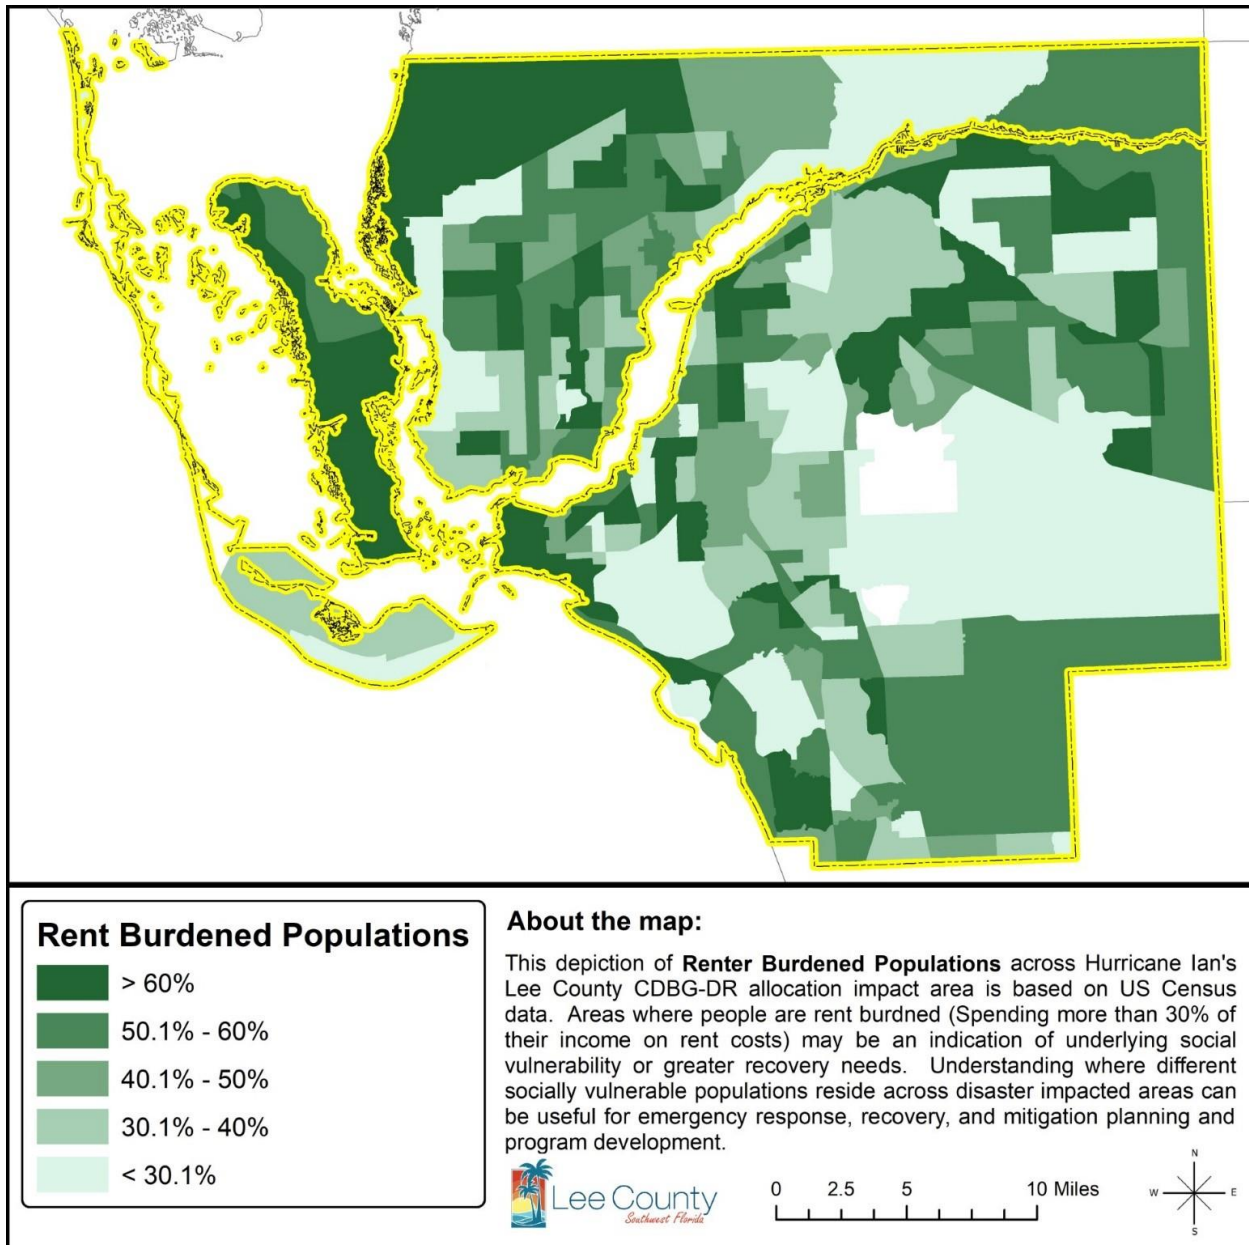 Rent Burdened Populations
> 60%
50.1% - 60%
40.1% - 50%
30.1% - 40%
< 30.1%
About the map:
This depiction of Renter Burdened Populations across Hurricane Ian's
Lee County CDBG-DR allocation impact area is based on US Census
data. Areas where people are rent burdned (Spending more than 30% of
their income on rent costs) may be an indication of underlying social
vulnerability or greater recovery needs. Understanding where different
socially vulnerable populations reside across disaster impacted areas can
be useful for emergency response, recovery, and mitigation planning and
program development.
Lee County
Southwest Florida
0 2.5 5 10 Miles
N
W E
S